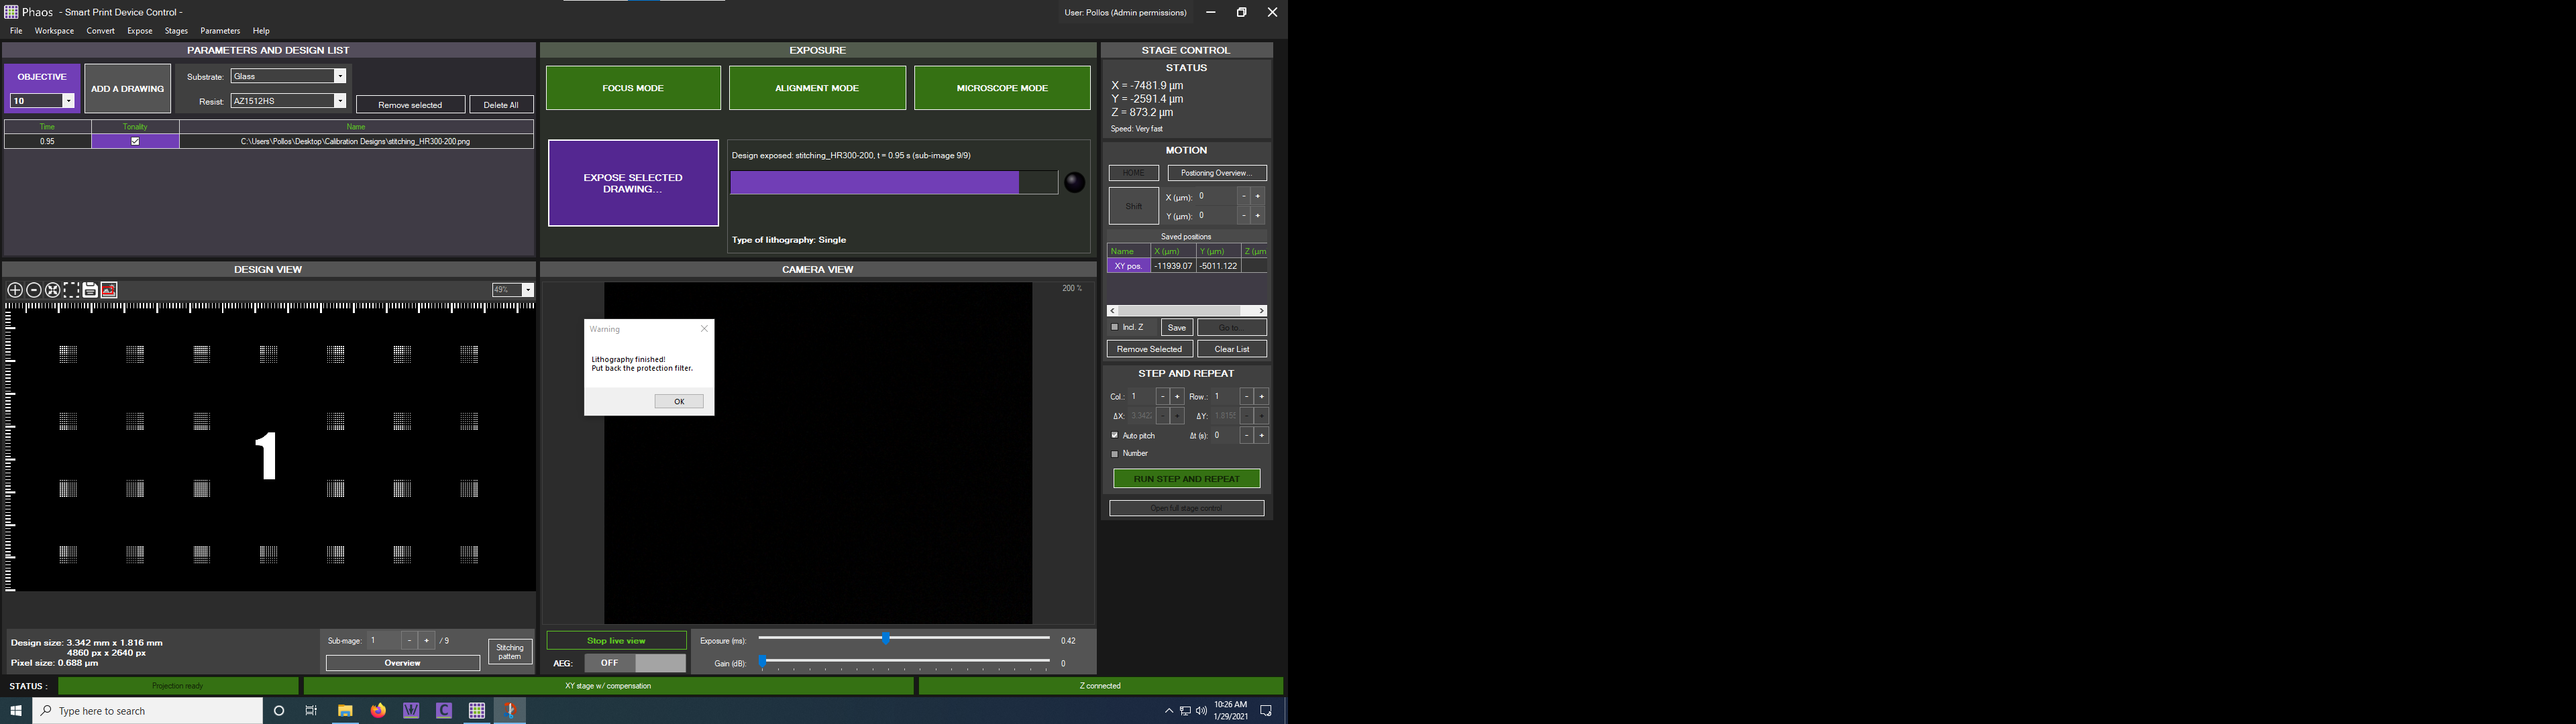 Phaos - Smart Print Device Control -
User: Pollos (Admin permissions)
File Workspace Convert Expose Stages Parameters Help
PARAMETERS AND DESIGN LIST
OBJECTIVE
10
ADD A DRAWING
Substrate: Glass
Resist: AZ1512HS
Remove selected
Delete All
Time Tonality Name
0.95 C:\Users\Pollos\Desktop\Calibration Designs\stitching_HR300-200.png
EXPOSURE
FOCUS MODE
ALIGNMENT MODE
MICROSCOPE MODE
EXPOSE SELECTED
DRAWING...
Design exposed: stitching_HR300-200, t = 0.95 s (sub-image 9/9)
Type of lithography: Single
STAGE CONTROL
STATUS
X = -7481.9 µm
Y = -2591.4 µm
Z = 873.2 µm
Speed: Very fast
MOTION
HOME
Positioning Overview...
Shift
X (µm): 0 - +
Y (µm): 0 - +
Saved positions
Name X (µm) Y (µm) Z (µm
XY pos. -11939.07 -5011.122
Incl. Z
Save
Go to...
Remove Selected
Clear List
STEP AND REPEAT
Col.: 1 - + Row.: 1 - +
ΔX: 3.342 - + ΔY: 1.815 - +
Auto pitch Δt (s): 0 - +
Number
RUN STEP AND REPEAT
Open full stage control
DESIGN VIEW
49%
1
Design size: 3.342 mm x 1.816 mm
4860 px x 2640 px
Pixel size: 0.688 µm
Sub-image: 1 - + / 9
Overview
Stitching
pattern
CAMERA VIEW
200 %
Warning
Lithography finished!
Put back the protection filter.
OK
Stop live view
AEG: OFF
Exposure (ms): 0.42
Gain (dB): 0
STATUS :
Projection ready
XY stage w/ compensation
Z connected
Type here to search
10:26 AM
1/29/2021